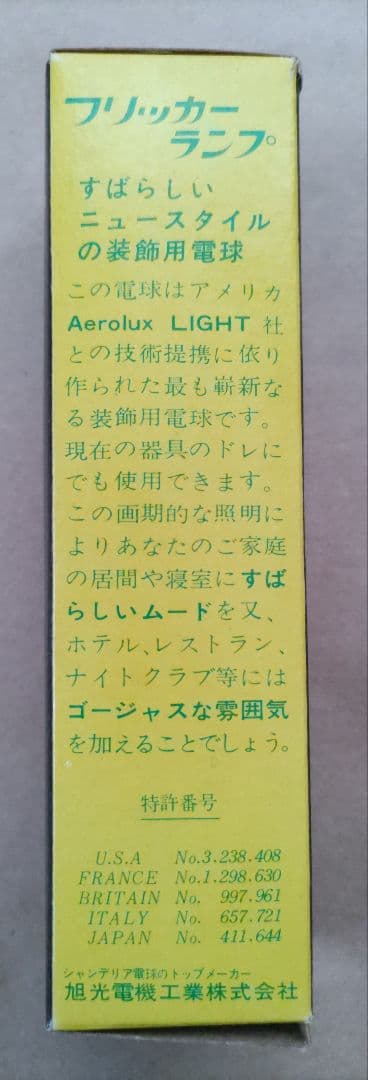 フリッカー
ランプ
すばらしい
ニュースタイル
の装飾用電球
この電球はアメリカ
Aerolux LIGHT 社
との技術提携に依り
作られた最も嶄新な
る装飾用電球です。
現在の器具のドレに
でも使用できます。
この画期的な照明に
よりあなたのご家庭
の居間や寝室にすば
らしいムードを又、
ホテル、レストラン、
ナイトクラブ等には
ゴージャスな雰囲気
を加えることでしょう。
特許番号
U.S.A No.3.238.408
FRANCE No.1.298.630
BRITAIN No. 997.961
ITALY No. 657.721
JAPAN No. 411.644
シャンデリア電球のトップメーカー
旭光電機工業株式会社